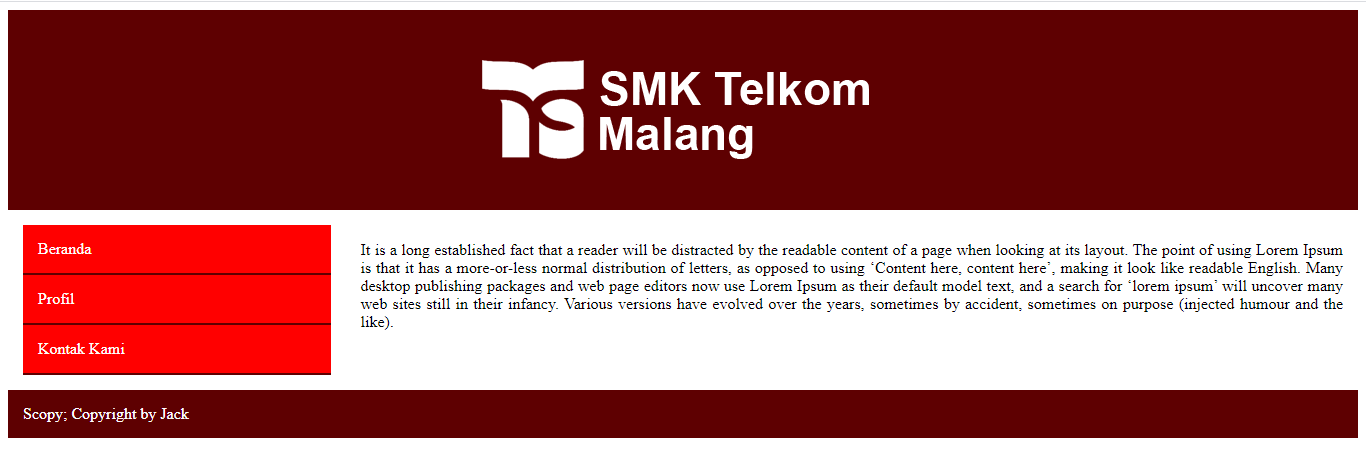 SMK Telkom
Malang
Beranda
Profil
Kontak Kami
It is a long established fact that a reader will be distracted by the readable content of a page when looking at its layout. The point of using Lorem Ipsum
is that it has a more-or-less normal distribution of letters, as opposed to using ‘Content here, content here’, making it look like readable English. Many
desktop publishing packages and web page editors now use Lorem Ipsum as their default model text, and a search for ‘lorem ipsum’ will uncover many
web sites still in their infancy. Various versions have evolved over the years, sometimes by accident, sometimes on purpose (injected humour and the
like).
Scopy; Copyright by Jack